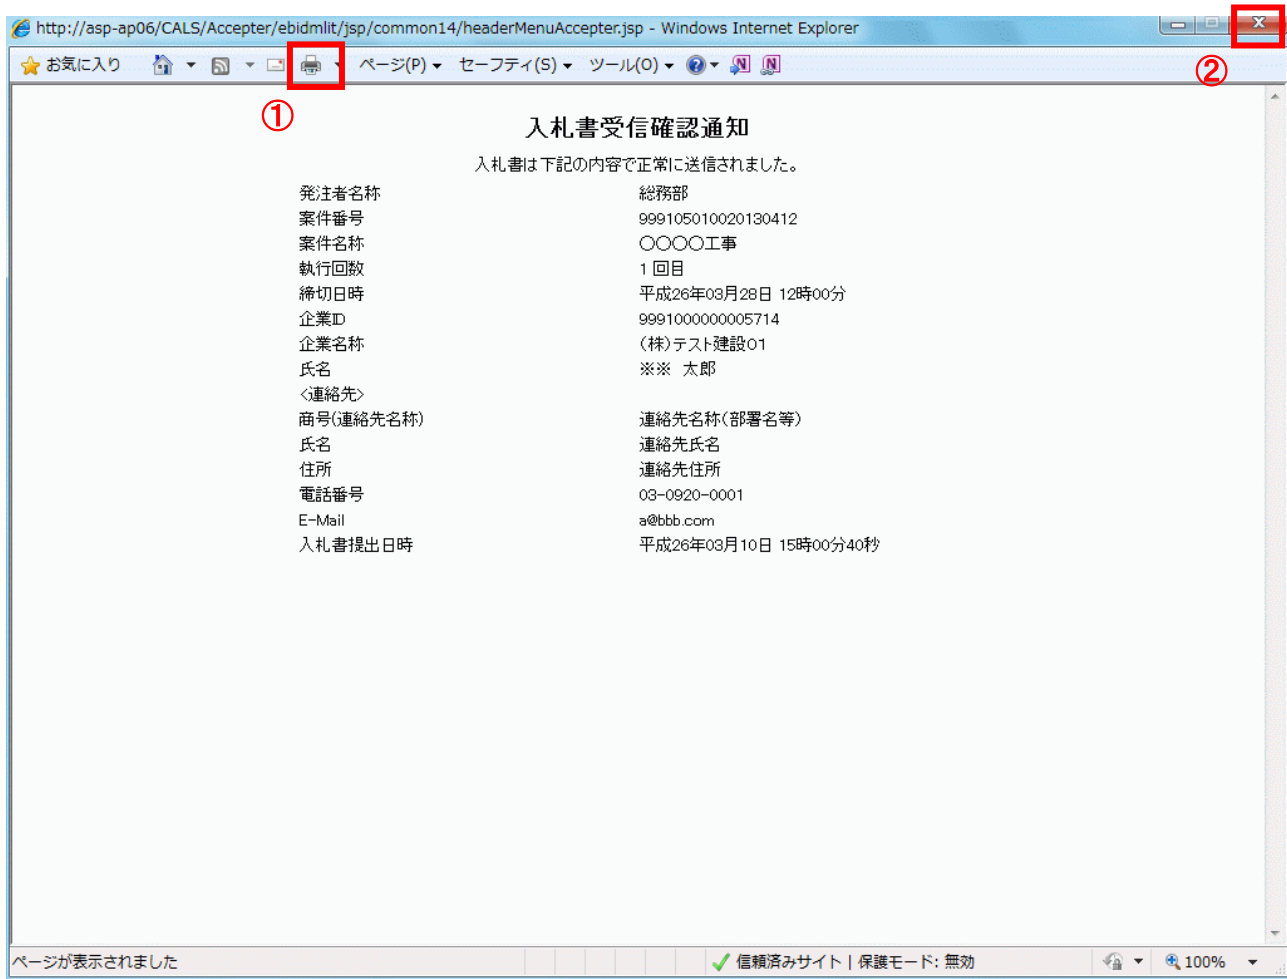 http://asp-ap06/CALS/Accepter/ebidmlit/jsp/common14/headerMenuAccepter.jsp - Windows Internet Explorer
お気に入り ページ(P) セーフティ(S) ツール(O)
①
②
入札書受信確認通知
入札書は下記の内容で正常に送信されました。
発注者名称 総務部
案件番号 999105010020130412
案件名称 〇〇〇〇工事
執行回数 1 回目
締切日時 平成26年03月28日 12時00分
企業ID 9991000000005714
企業名称 (株)テスト建設01
氏名 ※※ 太郎
<連絡先>
商号(連絡先名称) 連絡先名称(部署名等)
氏名 連絡先氏名
住所 連絡先住所
電話番号 03-0920-0001
E-Mail a@bbb.com
入札書提出日時 平成26年03月10日 15時00分40秒
ページが表示されました 信頼済みサイト | 保護モード: 無効 100%